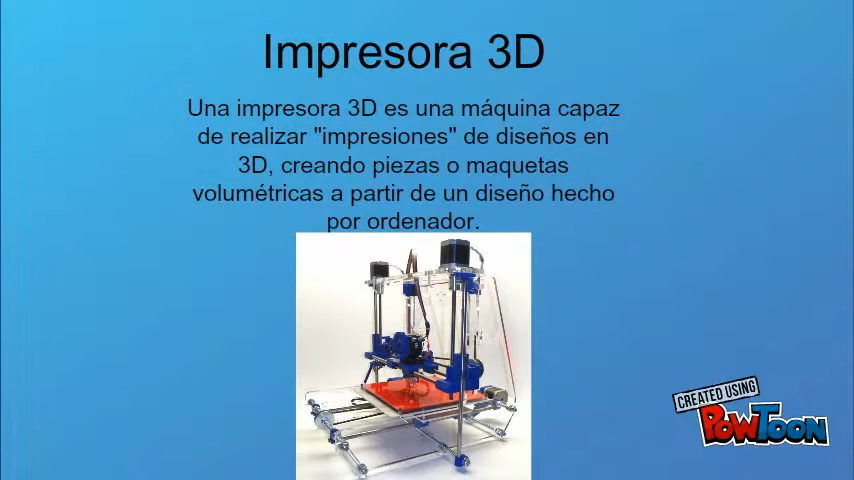 Impresora 3D
Una impresora 3D es una máquina capaz
de realizar "impresiones" de diseños en
3D, creando piezas o maquetas
volumétricas a partir de un diseño hecho
por ordenador.
CREATED USING
POWTOON